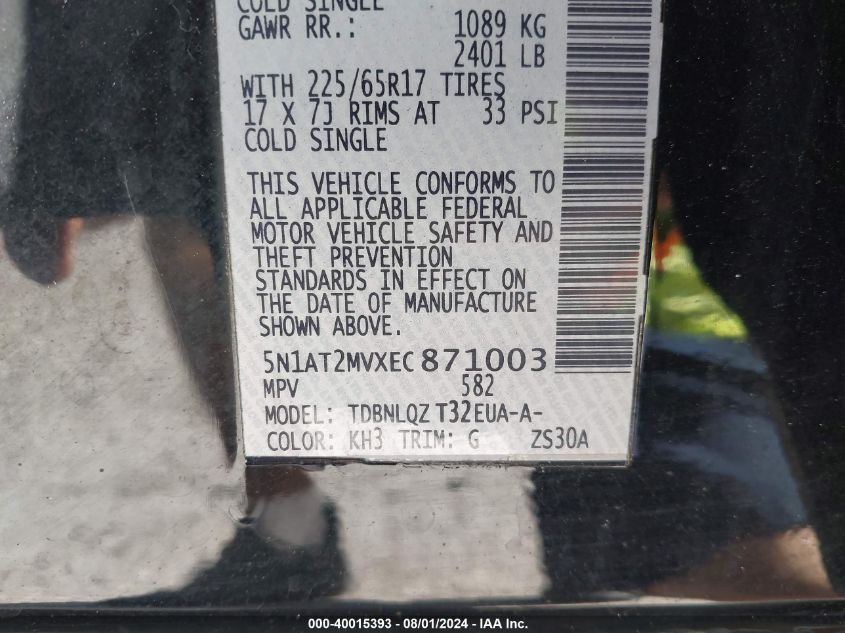 COLD SINGLE
GAWR RR.: 1089 KG
2401 LB
WITH 225/65R17 TIRES
17 X 7J RIMS AT 33 PSI
COLD SINGLE
THIS VEHICLE CONFORMS TO
ALL APPLICABLE FEDERAL
MOTOR VEHICLE SAFETY AND
THEFT PREVENTION
STANDARDS IN EFFECT ON
THE DATE OF MANUFACTURE
SHOWN ABOVE.
5N1AT2MVXEC871003
MPV 582
MODEL: TDBNLQZ T32EUA-A-
COLOR: KH3 TRIM: G ZS30A
000-40015393 - 08/01/2024 - IAA Inc.